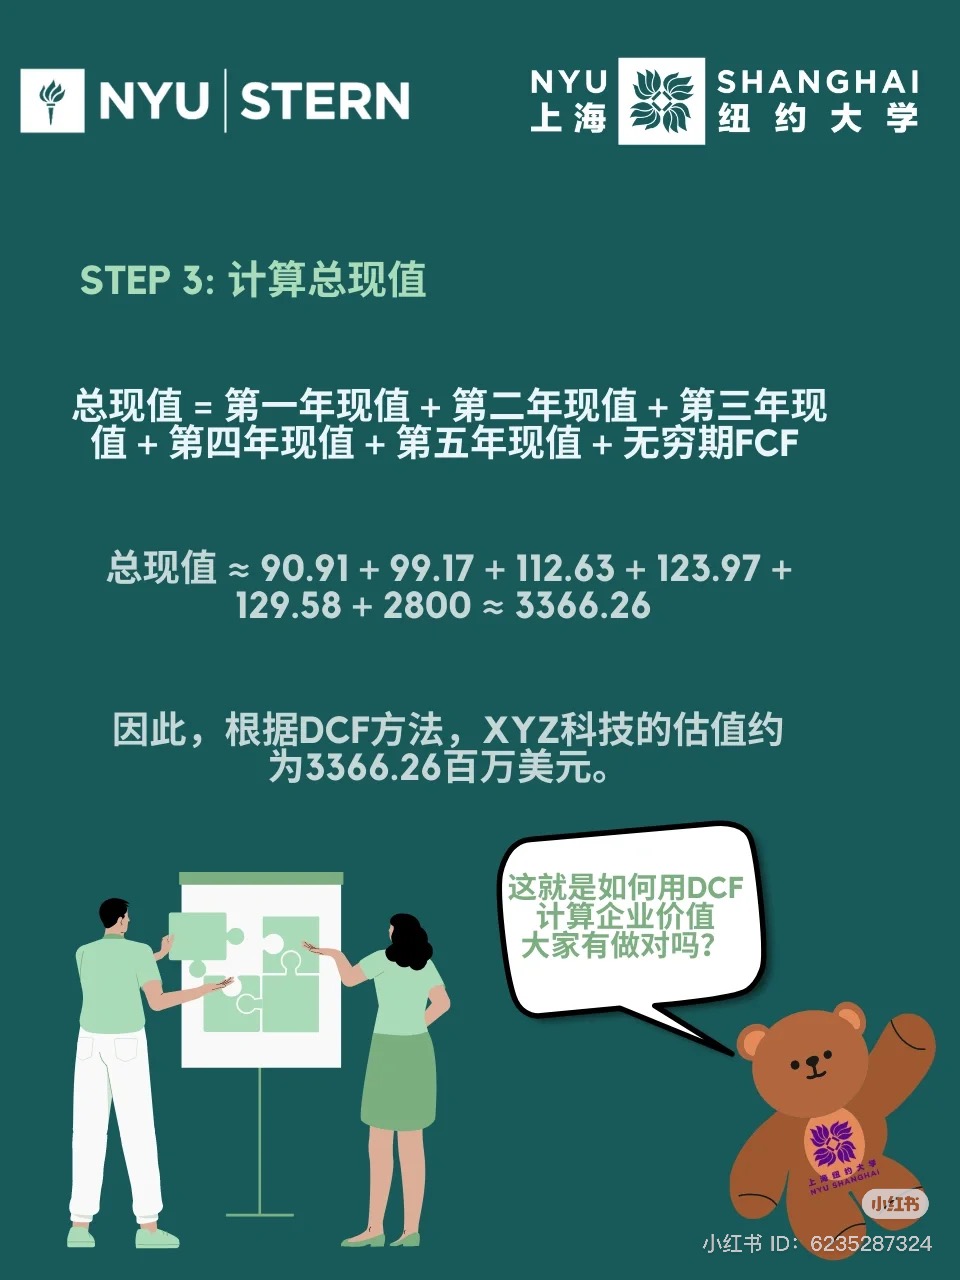 NYU STERN
NYU SHANGHAI
上海 纽约大学
STEP 3: 计算总现值
总现值 = 第一年现值 + 第二年现值 + 第三年现
值 + 第四年现值 + 第五年现值 + 无穷期FCF
总现值 ≈ 90.91 + 99.17 + 112.63 + 123.97 +
129.58 + 2800 ≈ 3366.26
因此，根据DCF方法，XYZ科技的估值约
为3366.26百万美元。
这就是如何用DCF
计算企业价值
大家有做对吗？
上海纽约大学
NYU SHANGHAI
小红书
小红书 ID：6235287324